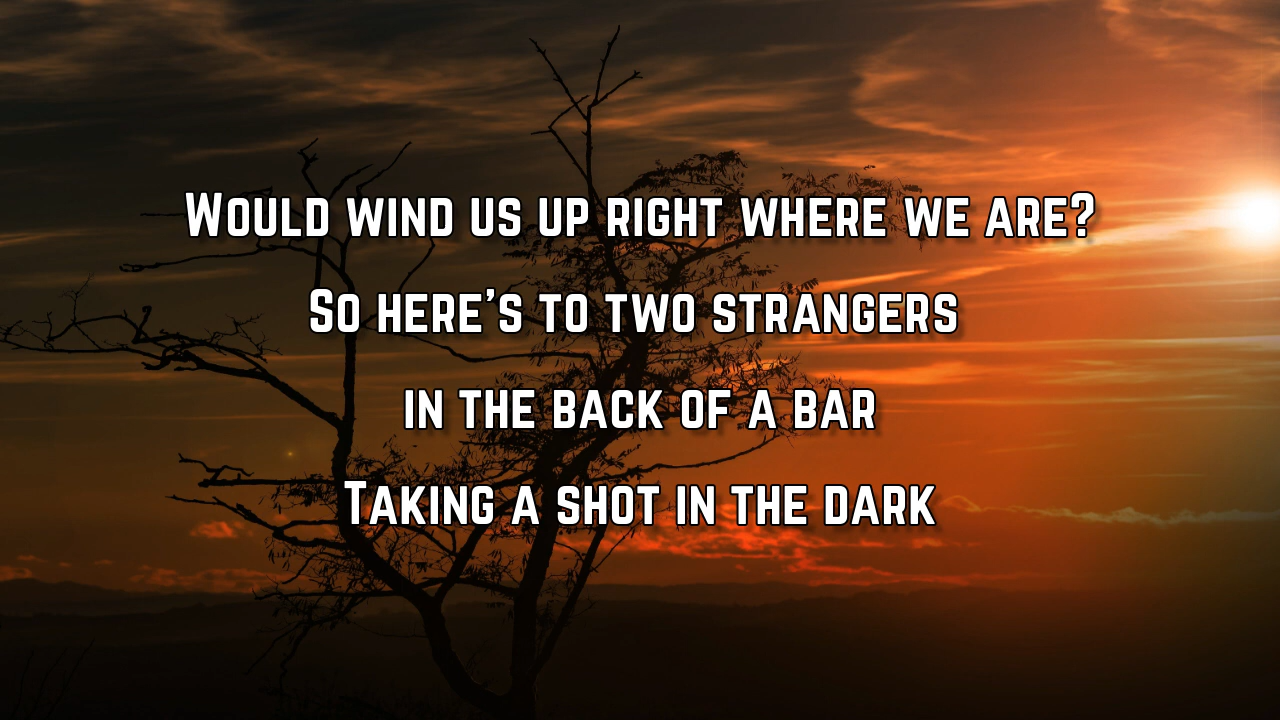 Would wind us up right where we are?
So here's to two strangers
in the back of a bar
Taking a shot in the dark